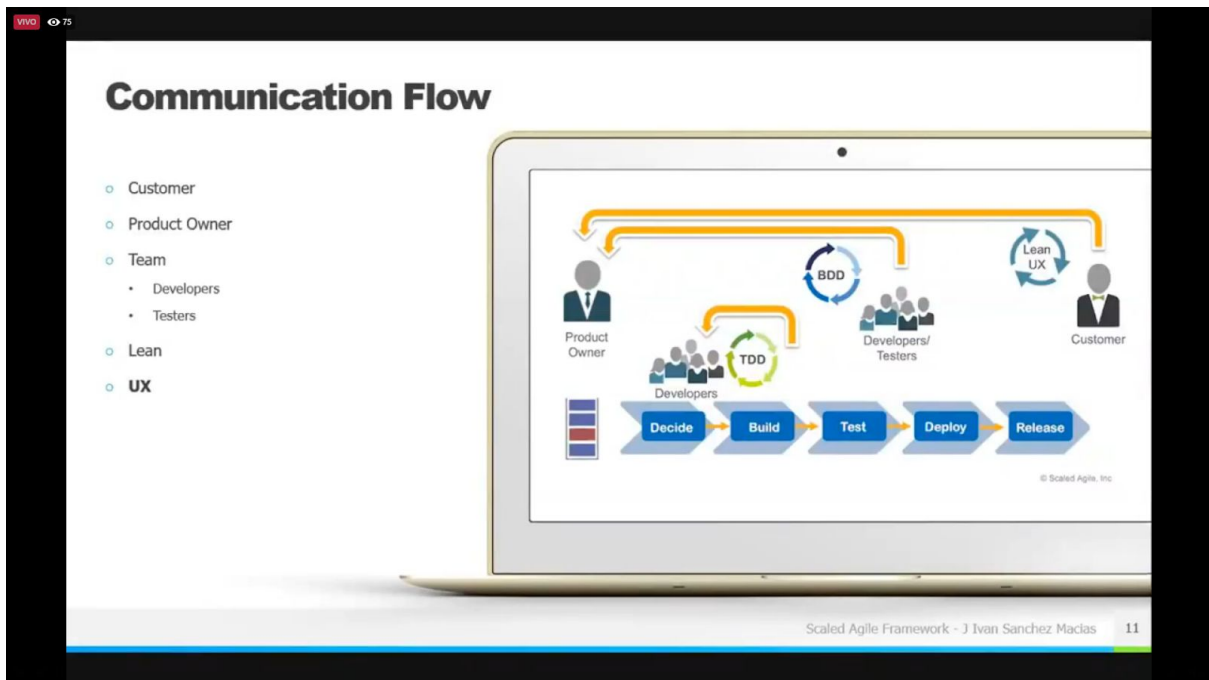 VIVO 75
Communication Flow
Customer
Product Owner
Team
Developers
Testers
Lean
UX
Lean
UX
BDD
Product
Owner
Developers/
Testers
Customer
TDD
Developers
Decide
Build
Test
Deploy
Release
© Scaled Agile, Inc
Scaled Agile Framework - J Ivan Sanchez Macias 11